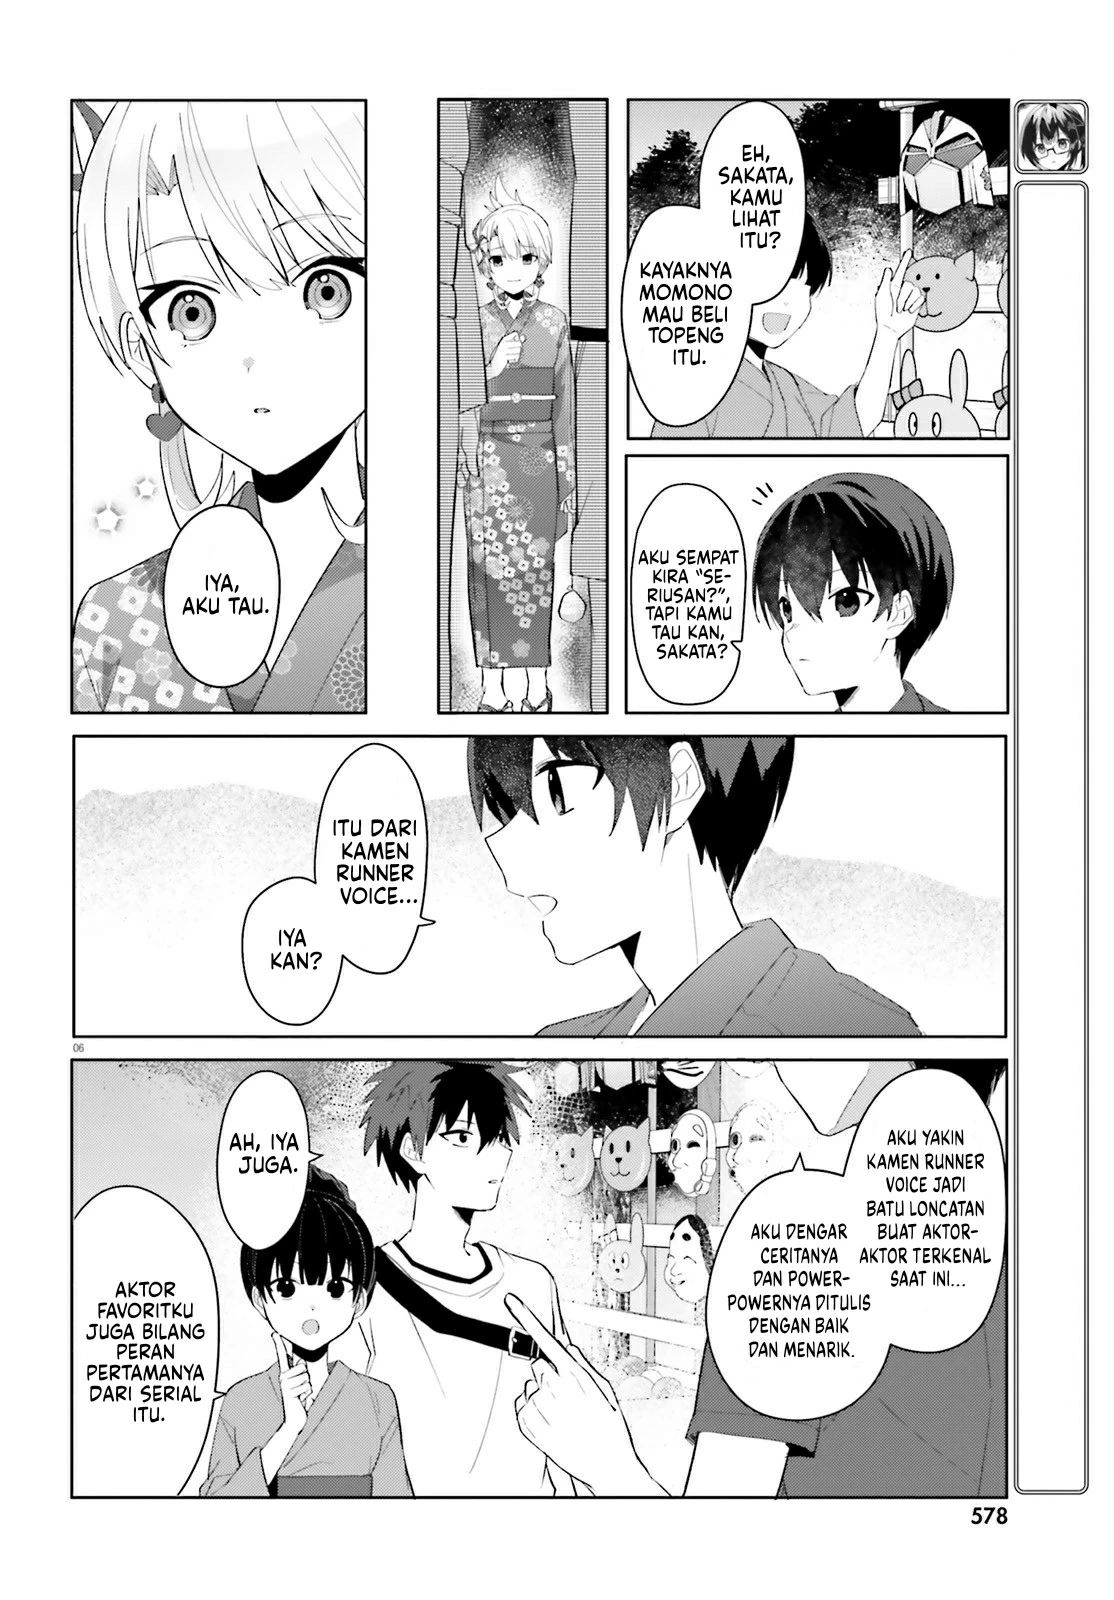 EH,
SAKATA,
KAMU
LIHAT
ITU?
KAYAKNYA
MOMONO
MAU BELI
TOPENG
ITU.
AKU SEMPAT
KIRA “SE-
RIUSAN?”,
TAPI KAMU
TAU KAN,
SAKATA?
IYA,
AKU TAU.
ITU DARI
KAMEN
RUNNER
VOICE...
IYA
KAN?
06
AKU YAKIN
KAMEN RUNNER
VOICE JADI
BATU LONCATAN
BUAT AKTOR-
AKTOR TERKENAL
SAAT INI...
AKU DENGAR
CERITANYA
DAN POWER-
POWERNYA DITULIS
DENGAN BAIK
DAN MENARIK.
AH, IYA
JUGA.
AKTOR
FAVORITKU
JUGA BILANG
PERAN
PERTAMANYA
DARI SERIAL
ITU.
578